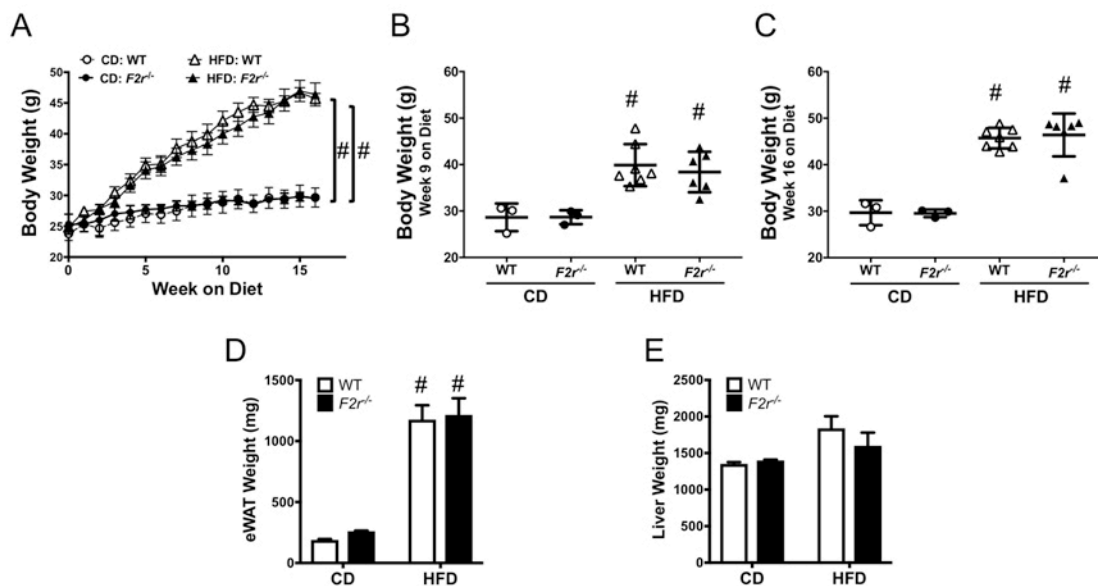 A
CD: WT
HFD: WT
CD: F2r-/-
HFD: F2r-/-
Body Weight (g)
50
45
40
35
30
25
20
0
5
10
15
Week on Diet
# #
B
Body Weight (g)
Week 9 on Diet
60
50
40
30
20
#
#
WT
F2r-/-
WT
F2r-/-
CD
HFD
C
Body Weight (g)
Week 16 on Diet
60
50
40
30
20
#
#
WT
F2r-/-
WT
F2r-/-
CD
HFD
D
WT
F2r-/-
eWAT Weight (mg)
1500
1000
500
0
# #
CD
HFD
E
WT
F2r-/-
Liver Weight (mg)
2500
2000
1500
1000
500
0
CD
HFD